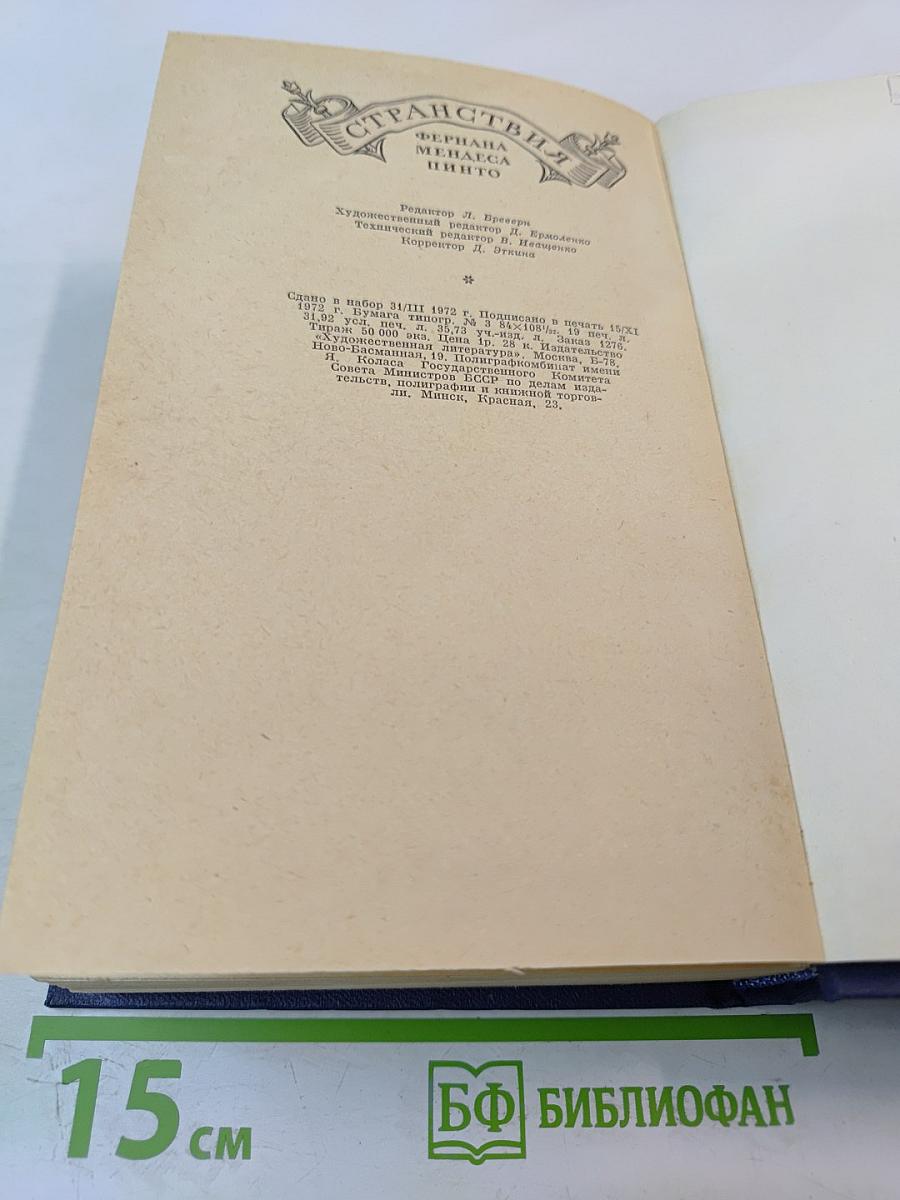 СТРАНСТВИЯ
ФЕРНАНА
МЕНДЕСА
ПИНТО
Редактор Л. Бреверн
Художественный редактор Д. Ермоленко
Технический редактор В. Иващенко
Корректор Д. Эткина
*
Сдано в набор 31/III 1972 г. Подписано в печать 15/XI
1972 г. Бумага типогр. № 3 84×108¹/₃₂. 19 печ. л.
31,92 усл. печ. л. 35,73 уч.-изд. л. Заказ 1276.
Тираж 50 000 экз. Цена 1р. 28 к. Издательство
«Художественная литература». Москва, Б-78,
Ново-Басманная, 19. Полиграфкомбинат имени
Я. Коласа Государственного Комитета
Совета Министров БССР по делам изда-
тельств, полиграфии и книжной торгов-
ли. Минск, Красная, 23.
15 см
БФ БИБЛИОФАН